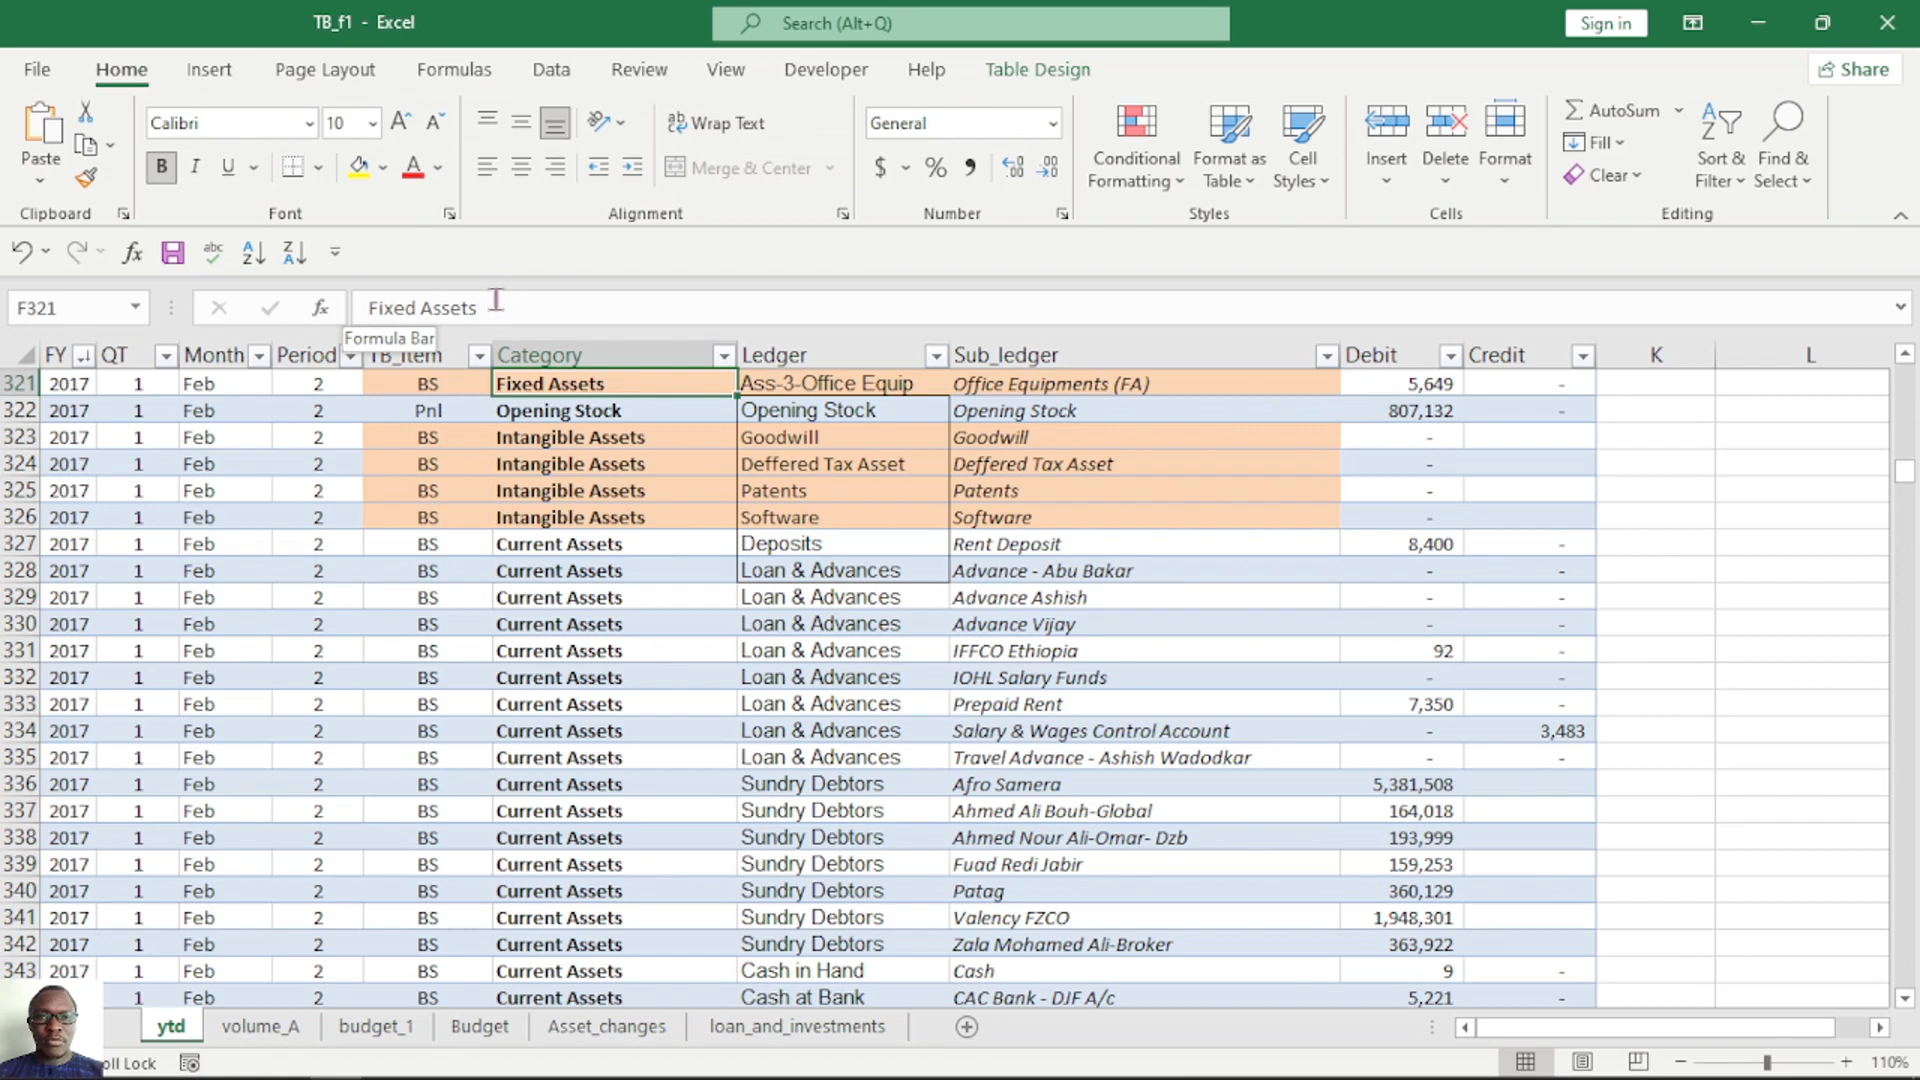 TB_f1 - Excel
Search (Alt+Q)
Sign in
File Home Insert Page Layout Formulas Data Review View Developer Help Table Design Share
Paste
Clipboard
Calibri 10
B I U
Font
Wrap Text
Merge & Center
Alignment
General
$ % ,
Number
Conditional Formatting
Format as Table
Cell Styles
Styles
Insert Delete Format
Cells
AutoSum
Fill
Clear
Sort & Filter
Find & Select
Editing
F321 fx Fixed Assets
Formula Bar
FY QT Month Period TB_Item Category Ledger Sub_ledger Debit Credit K L
321 2017 1 Feb 2 BS Fixed Assets Ass-3-Office Equip Office Equipments (FA) 5,649 -
322 2017 1 Feb 2 Pnl Opening Stock Opening Stock Opening Stock 807,132 -
323 2017 1 Feb 2 BS Intangible Assets Goodwill Goodwill -
324 2017 1 Feb 2 BS Intangible Assets Deffered Tax Asset Deffered Tax Asset -
325 2017 1 Feb 2 BS Intangible Assets Patents Patents -
326 2017 1 Feb 2 BS Intangible Assets Software Software -
327 2017 1 Feb 2 BS Current Assets Deposits Rent Deposit 8,400 -
328 2017 1 Feb 2 BS Current Assets Loan & Advances Advance - Abu Bakar - -
329 2017 1 Feb 2 BS Current Assets Loan & Advances Advance Ashish - -
330 2017 1 Feb 2 BS Current Assets Loan & Advances Advance Vijay - -
331 2017 1 Feb 2 BS Current Assets Loan & Advances IFFCO Ethiopia 92 -
332 2017 1 Feb 2 BS Current Assets Loan & Advances IOHL Salary Funds - -
333 2017 1 Feb 2 BS Current Assets Loan & Advances Prepaid Rent 7,350 -
334 2017 1 Feb 2 BS Current Assets Loan & Advances Salary & Wages Control Account - 3,483
335 2017 1 Feb 2 BS Current Assets Loan & Advances Travel Advance - Ashish Wadodkar - -
336 2017 1 Feb 2 BS Current Assets Sundry Debtors Afro Samera 5,381,508
337 2017 1 Feb 2 BS Current Assets Sundry Debtors Ahmed Ali Bouh-Global 164,018
338 2017 1 Feb 2 BS Current Assets Sundry Debtors Ahmed Nour Ali-Omar- Dzb 193,999
339 2017 1 Feb 2 BS Current Assets Sundry Debtors Fuad Redi Jabir 159,253
340 2017 1 Feb 2 BS Current Assets Sundry Debtors Patag 360,129
341 2017 1 Feb 2 BS Current Assets Sundry Debtors Valency FZCO 1,948,301
342 2017 1 Feb 2 BS Current Assets Sundry Debtors Zala Mohamed Ali-Broker 363,922
343 2017 1 Feb 2 BS Current Assets Cash in Hand Cash 9 -
1 Feb 2 BS Current Assets Cash at Bank CAC Bank - DJF A/c 5,221 -
ytd volume_A budget_1 Budget Asset_changes loan_and_investments
oll Lock 110%